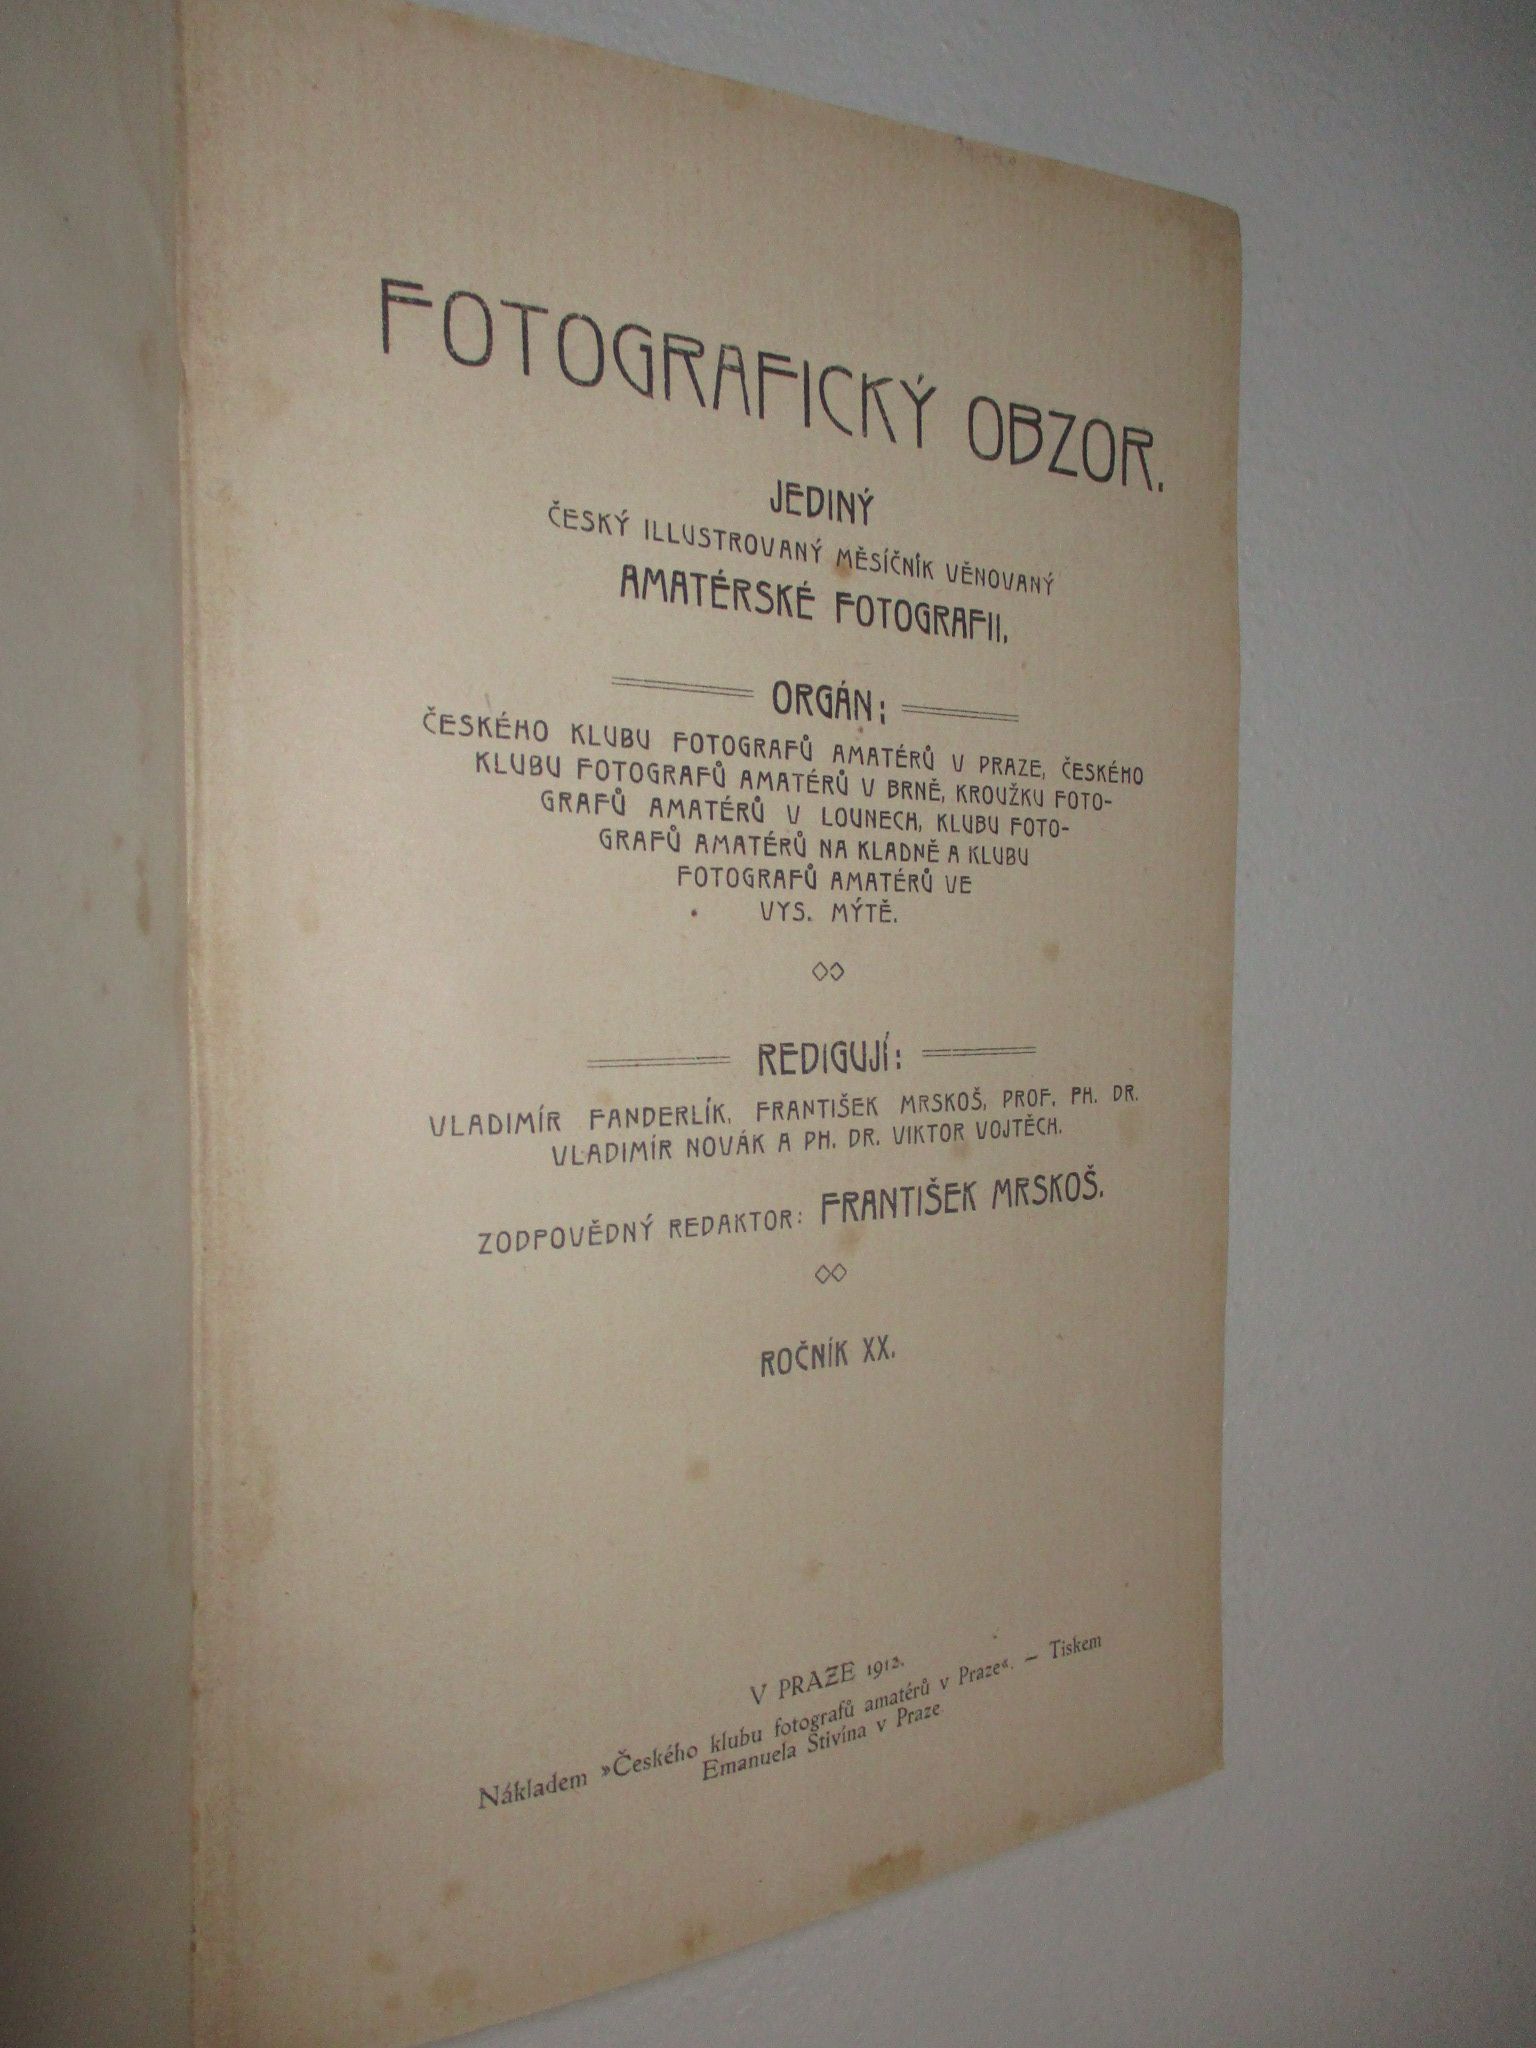 FOTOGRAFICKÝ OBZOR.
JEDINÝ
ČESKÝ ILLUSTROVANÝ MĚSÍČNÍK VĚNOVANÝ
AMATÉRSKÉ FOTOGRAFII.
ORGÁN:
ČESKÉHO KLUBU FOTOGRAFŮ AMATÉRŮ V PRAZE, ČESKÉHO
KLUBU FOTOGRAFŮ AMATÉRŮ V BRNĚ, KROUŽKU FOTO-
GRAFŮ AMATÉRŮ V LOUNECH, KLUBU FOTO-
GRAFŮ AMATÉRŮ NA KLADNĚ A KLUBU
FOTOGRAFŮ AMATÉRŮ VE
VYS. MÝTĚ.
REDIGUJÍ:
VLADIMÍR FANDERLÍK, FRANTIŠEK MRSKOŠ, PROF. PH. DR.
VLADIMÍR NOVÁK A PH. DR. VIKTOR VOJTĚCH.
ZODPOVĚDNÝ REDAKTOR: FRANTIŠEK MRSKOŠ.
ROČNÍK XX.
V PRAZE 1912.
Nákladem »Českého klubu fotografů amatérů v Praze«. — Tiskem
Emanuela Stivína v Praze